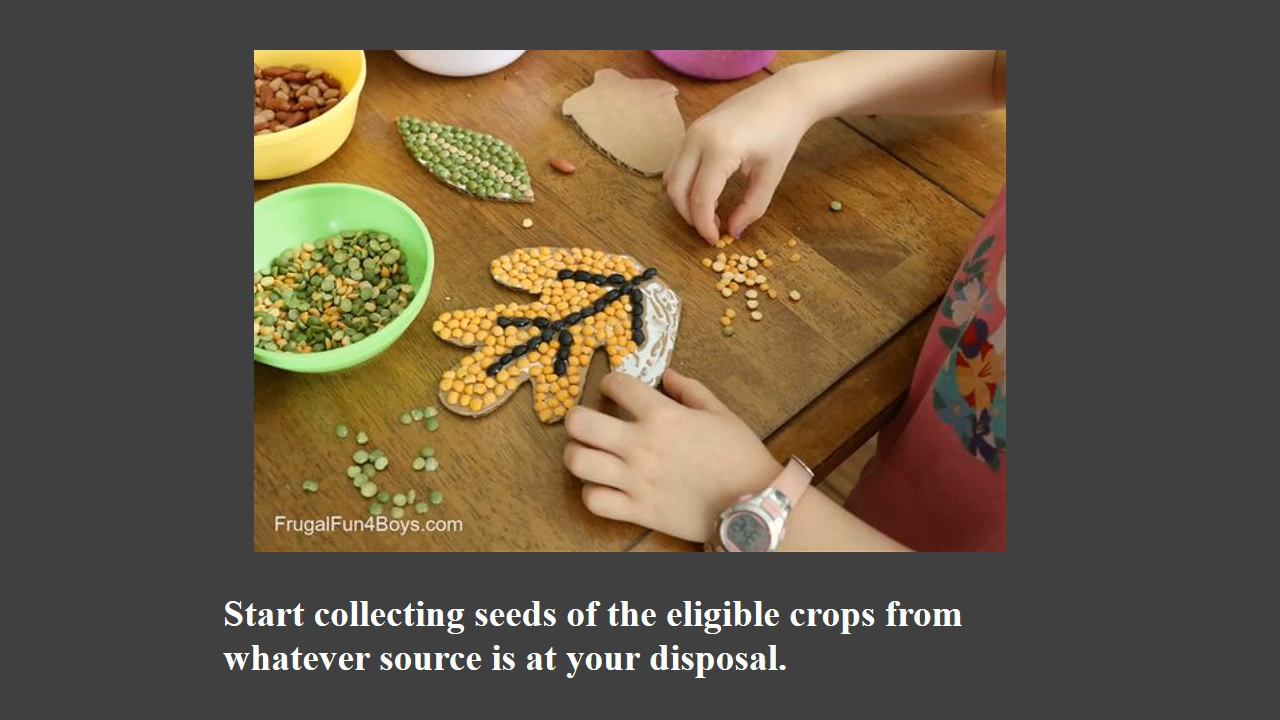 FrugalFun4Boys.com
Start collecting seeds of the eligible crops from
whatever source is at your disposal.